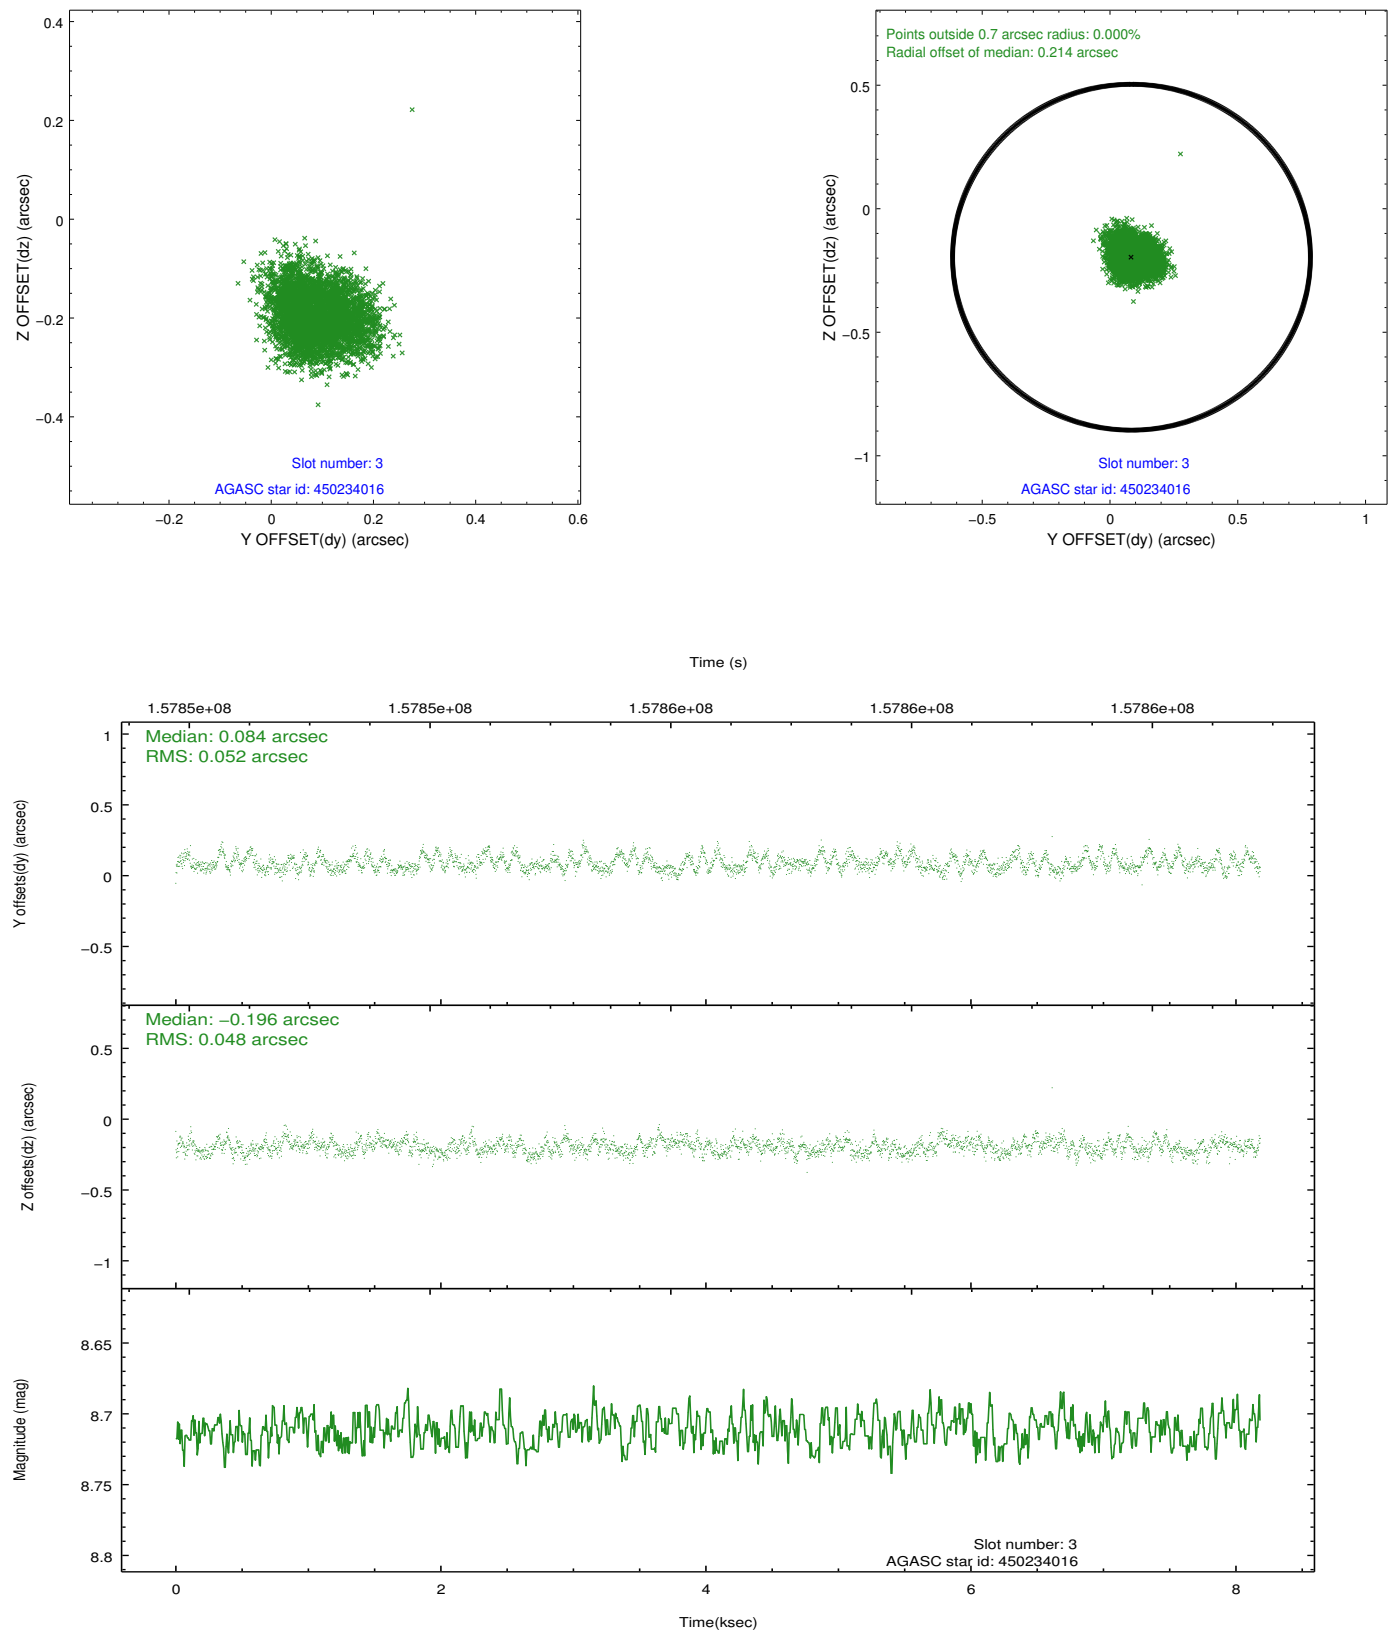 0.4
0.2
0
−0.2
−0.4
Z OFFSET(dz) (arcsec)
Slot number: 3
AGASC star id: 450234016
−0.2
0
0.2
0.4
0.6
Y OFFSET(dy) (arcsec)
Points outside 0.7 arcsec radius: 0.000%
Radial offset of median: 0.214 arcsec
0.5
0
−0.5
−1
Z OFFSET(dz) (arcsec)
Slot number: 3
AGASC star id: 450234016
−0.5
0
0.5
1
Y OFFSET(dy) (arcsec)
Time (s)
1.5785e+08
1.5785e+08
1.5786e+08
1.5786e+08
1.5786e+08
Median: 0.084 arcsec
RMS: 0.052 arcsec
1
0.5
0
−0.5
Y offsets(dy) (arcsec)
Median: −0.196 arcsec
RMS: 0.048 arcsec
0.5
0
−0.5
−1
Z offsets(dz) (arcsec)
8.65
8.7
8.75
8.8
Magnitude (mag)
Slot number: 3
AGASC star id: 450234016
0
2
4
6
8
Time(ksec)